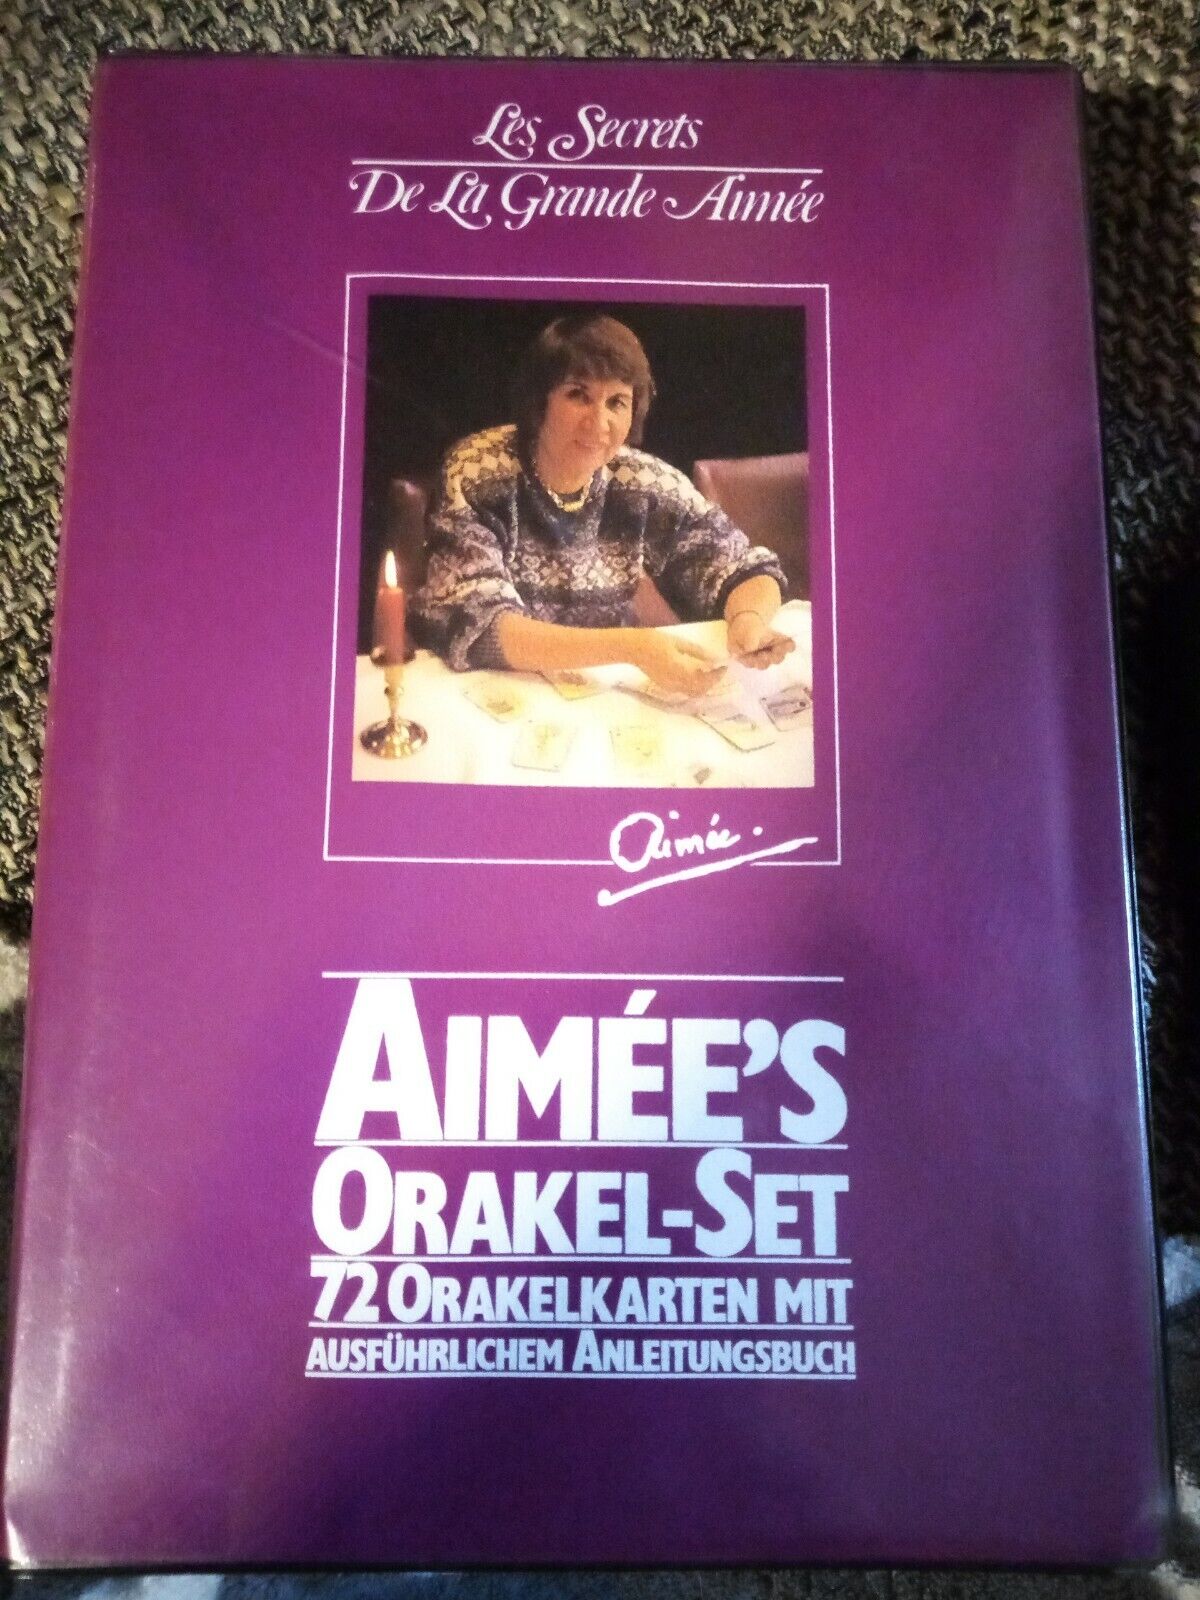 Les Secrets
De La Grande Aimée
Aimée.
AIMÉE'S
ORAKEL-SET
72 ORAKELKARTEN MIT
AUSFÜHRLICHEM ANLEITUNGSBUCH